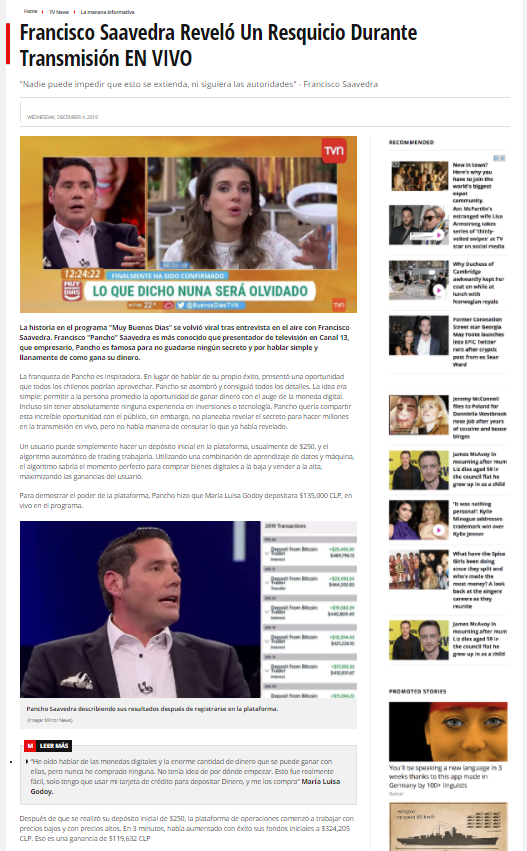 Home TV News La manana informativa
Francisco Saavedra Reveló Un Resquicio Durante
Transmisión EN VIVO
"Nadie puede impedir que esto se extienda, ni siguiera las autoridades" - Francisco Saavedra
WEDNESDAY, DECEMBER 4, 2019
TVN
12:24:22
FINALMENTE HA SIDO CONFIRMADO
MUY BUENOS DIAS
LO QUE DICHO NUNA SERÁ OLVIDADO
22° @BuenosDiasTVN
TVN
La historia en el programa "Muy Buenos Dias" se volvió viral tras entrevista en el aire con Francisco
Saavedra. Francisco "Pancho" Saavedra es más conocido que presentador de televisión en Canal 13,
que empresario, Pancho es famosa para no guardarse ningún secreto y por hablar simple y
llanamente de como gana su dinero.
La franqueza de Pancho es inspiradora. En lugar de hablar de su propio éxito, presentó una oportunidad
que todos los chilenos podrían aprovechar. Pancho se asombró y consiguió todos los detalles. La idea era
simple: permitir a la persona promedio la oportunidad de ganar dinero con el auge de la moneda digital.
Incluso sin tener absolutamente ninguna experiencia en inversiones o tecnología. Pancho quería compartir
esta increíble oportunidad con el público, sin embargo, no planeaba revelar el secreto para hacer millones
en la transmisión en vivo, pero no había manera de censurar lo que ya había revelado.
Un usuario puede simplemente hacer un depósito inicial en la plataforma, usualmente de $250, y el
algoritmo automático de trading trabajaría. Utilizando una combinación de aprendizaje de datos y máquina,
el algoritmo sabría el momento perfecto para comprar bienes digitales a la baja y vender a la alta,
maximizando las ganancias del usuario.
Para demostrar el poder de la plataforma, Pancho hizo que María Luisa Godoy depositara $135,000 CLP, en
vivo en el programa.
2019 Transactions
Deposit from Bitcoin
Deposit from Bitcoin
Deposit from Bitcoin
Deposit from Bitcoin
Deposit from Bitcoin
Deposit from Bitcoin
Pancho Saavedra describiendo sus resultados después de registrarse en la plataforma.
(Image: Mirror News)
M LEER MÁS
"He oído hablar de las monedas digitales y la enorme cantidad de dinero que se puede ganar con
ellas, pero nunca he comprado ninguna. No tenía idea de por dónde empezar. Esto fue realmente
fácil, solo tengo que usar mi tarjeta de crédito para depositar Dinero, y me los compra" María Luisa
Godoy.
Después de que se realizó su depósito inicial de $250, la plataforma de operaciones comenzó a trabajar con
precios bajos y con precios altos. En 3 minutos, había aumentado con éxito sus fondos iniciales a $324,205
CLP. Eso es una ganancia de $119,632 CLP
RECOMMENDED
New in town?
Here's why you
have to join the
world's biggest
expat
community.
Ant McPartlin's
estranged wife Lisa
Armstrong takes
series of 'thinly-
veiled swipes' at TV
star on social media
Why Duchess of
Cambridge
awkwardly kept her
coat on while at
lunch with
Norwegian royals
Former Coronation
Street star Georgia
May Foote launches
into EPIC Twitter
rant after cryptic
post from ex Sean
Ward
Jeremy McConnell
flies to Poland for
Danniella Westbrook
nose job after years
of cocaine and booze
binges
James McAvoy in
mourning after mum
Liz dies aged 59 in
the council flat he
grew up in as a child
'It was nothing
personal': Kylie
Minogue addresses
trademark win over
Kylie Jenner
What have the Spice
Girls been doing
since they split and
who's made the
most money? A look
back at the singers'
careers as they
reunite
James McAvoy in
mourning after mum
Liz dies aged 59 in
the council flat he
grew up in as a child
PROMOTED STORIES
You'll be speaking a new language in 3
weeks thanks to this app made in
Germany by 100+ linguists
Babbel